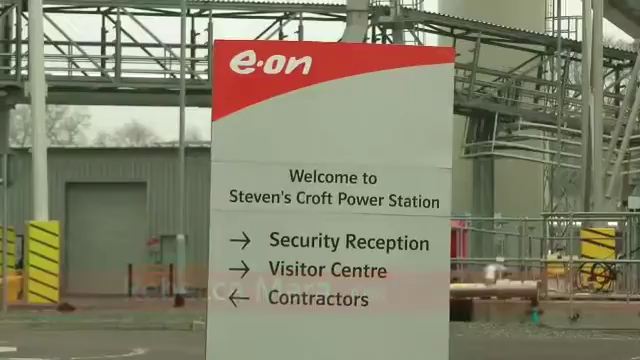 e·on
Welcome to
Steven's Croft Power Station
→ Security Reception
→ Visitor Centre
← Contractors